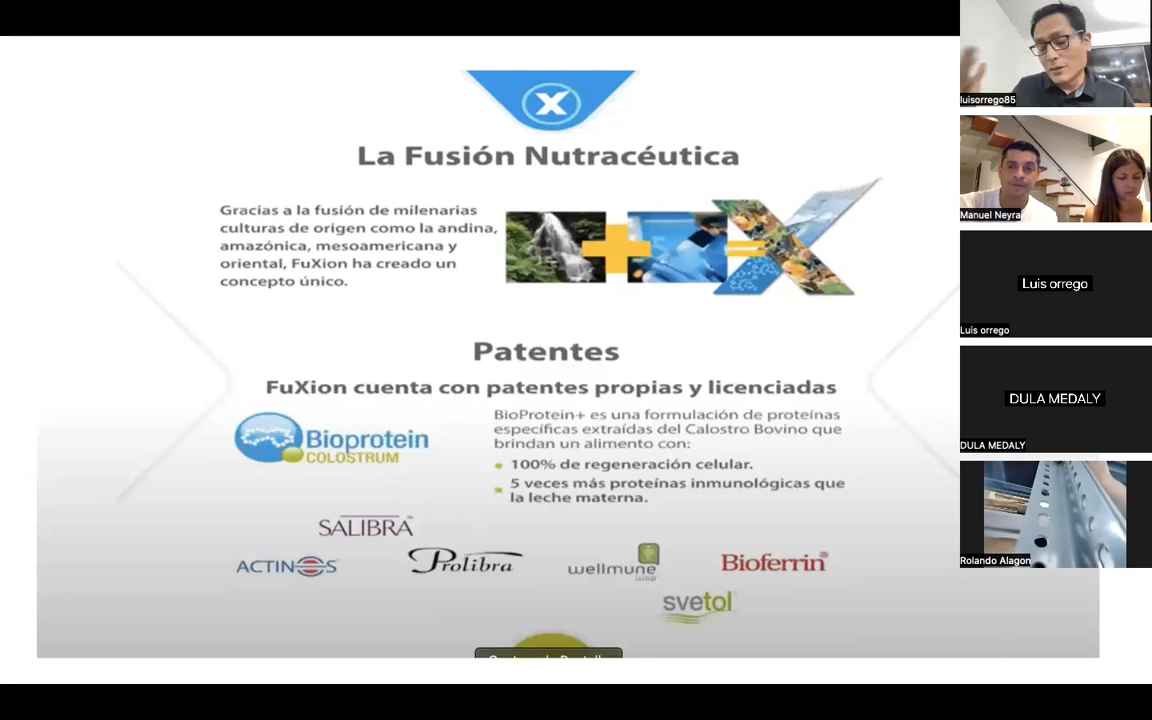 X
La Fusión Nutracéutica
Gracias a la fusión de milenarias
culturas de origen como la andina,
amazónica, mesoamericana y
oriental, FuXion ha creado un
concepto único.
Patentes
FuXion cuenta con patentes propias y licenciadas
Bioprotein
COLOSTRUM
BioProtein+ es una formulación de proteínas
específicas extraídas del Calostro Bovino que
brindan un alimento con:
100% de regeneración celular.
5 veces más proteínas inmunológicas que
la leche materna.
SALIBRA™
ACTINOS
Prolibra
wellmune
wgp
Bioferrin®
svetol
luisorrego85
Manuel Neyra
Luis orrego
Luis orrego
DULA MEDALY
DULA MEDALY
Rolando Alagon